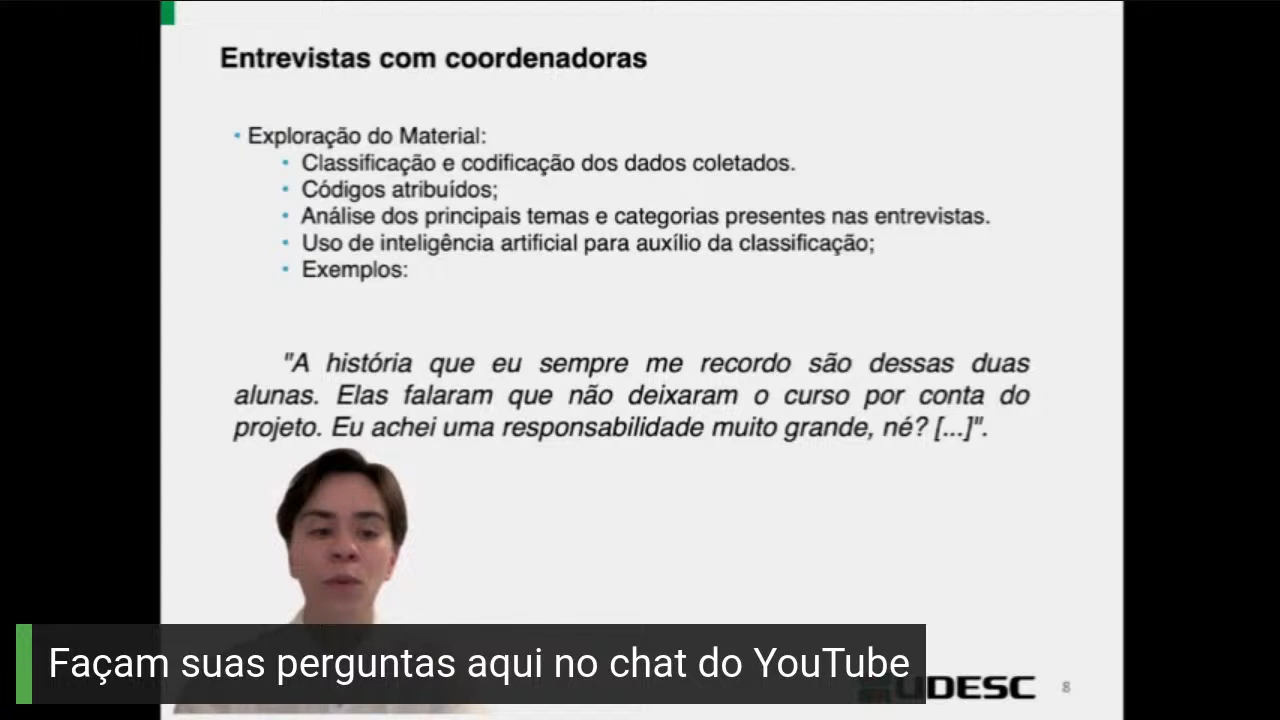 Entrevistas com coordenadoras
• Exploração do Material:
• Classificação e codificação dos dados coletados.
• Códigos atribuídos;
• Análise dos principais temas e categorias presentes nas entrevistas.
• Uso de inteligência artificial para auxílio da classificação;
• Exemplos:
"A história que eu sempre me recordo são dessas duas
alunas. Elas falaram que não deixaram o curso por conta do
projeto. Eu achei uma responsabilidade muito grande, né? [...]".
Façam suas perguntas aqui no chat do YouTube
UDESC
8